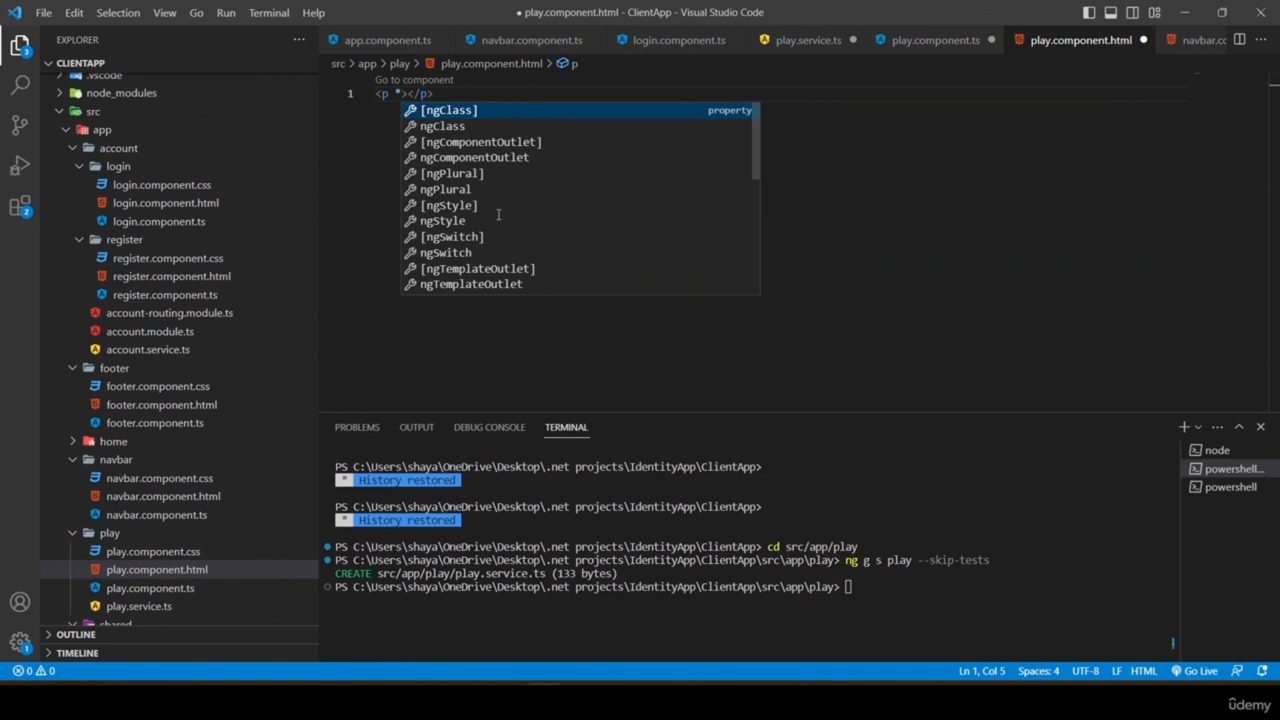 File Edit Selection View Go Run Terminal Help
● play.component.html - ClientApp - Visual Studio Code
EXPLORER
CLIENTAPP
.vscode
node_modules
src
app
account
login
login.component.css
login.component.html
login.component.ts
register
register.component.css
register.component.html
register.component.ts
account-routing.module.ts
account.module.ts
account.service.ts
footer
footer.component.css
footer.component.html
footer.component.ts
home
navbar
navbar.component.css
navbar.component.html
navbar.component.ts
play
play.component.css
play.component.html
play.component.ts
play.service.ts
shared
OUTLINE
TIMELINE
app.component.ts navbar.component.ts login.component.ts play.service.ts ● play.component.ts ● play.component.html ● navbar.cc
src > app > play > play.component.html > p
Go to component
1 <p *></p>
[ngClass] property
ngClass
[ngComponentOutlet]
ngComponentOutlet
[ngPlural]
ngPlural
[ngStyle]
ngStyle
[ngSwitch]
ngSwitch
[ngTemplateOutlet]
ngTemplateOutlet
PROBLEMS OUTPUT DEBUG CONSOLE TERMINAL
PS C:\Users\shaya\OneDrive\Desktop\.net projects\IdentityApp\ClientApp>
* History restored
PS C:\Users\shaya\OneDrive\Desktop\.net projects\IdentityApp\ClientApp>
* History restored
PS C:\Users\shaya\OneDrive\Desktop\.net projects\IdentityApp\ClientApp> cd src/app/play
PS C:\Users\shaya\OneDrive\Desktop\.net projects\IdentityApp\ClientApp\src\app\play> ng g s play --skip-tests
CREATE src/app/play/play.service.ts (133 bytes)
PS C:\Users\shaya\OneDrive\Desktop\.net projects\IdentityApp\ClientApp\src\app\play>
node
powershell...
powershell
3
2
1
0 0
Ln 1, Col 5 Spaces: 4 UTF-8 LF HTML Go Live
ûdemy